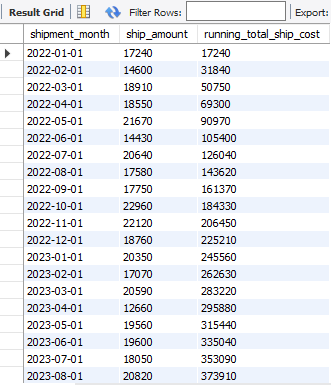 Result Grid Filter Rows: Export:
shipment_month ship_amount running_total_ship_cost
2022-01-01 17240 17240
2022-02-01 14600 31840
2022-03-01 18910 50750
2022-04-01 18550 69300
2022-05-01 21670 90970
2022-06-01 14430 105400
2022-07-01 20640 126040
2022-08-01 17580 143620
2022-09-01 17750 161370
2022-10-01 22960 184330
2022-11-01 22120 206450
2022-12-01 18760 225210
2023-01-01 20350 245560
2023-02-01 17070 262630
2023-03-01 20590 283220
2023-04-01 12660 295880
2023-05-01 19560 315440
2023-06-01 19600 335040
2023-07-01 18050 353090
2023-08-01 20820 373910